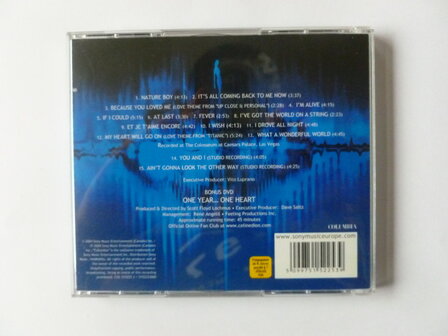 1. NATURE BOY (4:13) 2. IT'S ALL COMING BACK TO ME NOW (3:37)
3. BECAUSE YOU LOVED ME (LOVE THEME FROM "UP CLOSE & PERSONAL") (2:28) 4. I'M ALIVE (4:15)
5. IF I COULD (5:15) 6. AT LAST (3:30) 7. FEVER (2:53) 8. I'VE GOT THE WORLD ON A STRING (2:24)
9. ET JE T'AIME ENCORE (4:42) 10. I WISH (4:13) 11. I DROVE ALL NIGHT (3:48)
12. MY HEART WILL GO ON (LOVE THEME FROM "TITANIC") (5:24) 13. WHAT A WONDERFUL WORLD (4:45)
Recorded at The Colosseum at Caesars Palace, Las Vegas
14. YOU AND I (STUDIO RECORDING) (4:05)
15. AIN'T GONNA LOOK THE OTHER WAY (STUDIO RECORDING) (4:25)
Executive Producer: Vito Luprano
BONUS DVD
ONE YEAR... ONE HEART
Produced & Directed by Scott Floyd Lochmus • Executive Producer: Dave Seitz
Management: René Angélil • Feeling Productions Inc.
Approximate running time: 45 minutes
Official Online Fan Club at www.celinedion.com
COLUMBIA
www.sonymusiceurope.com